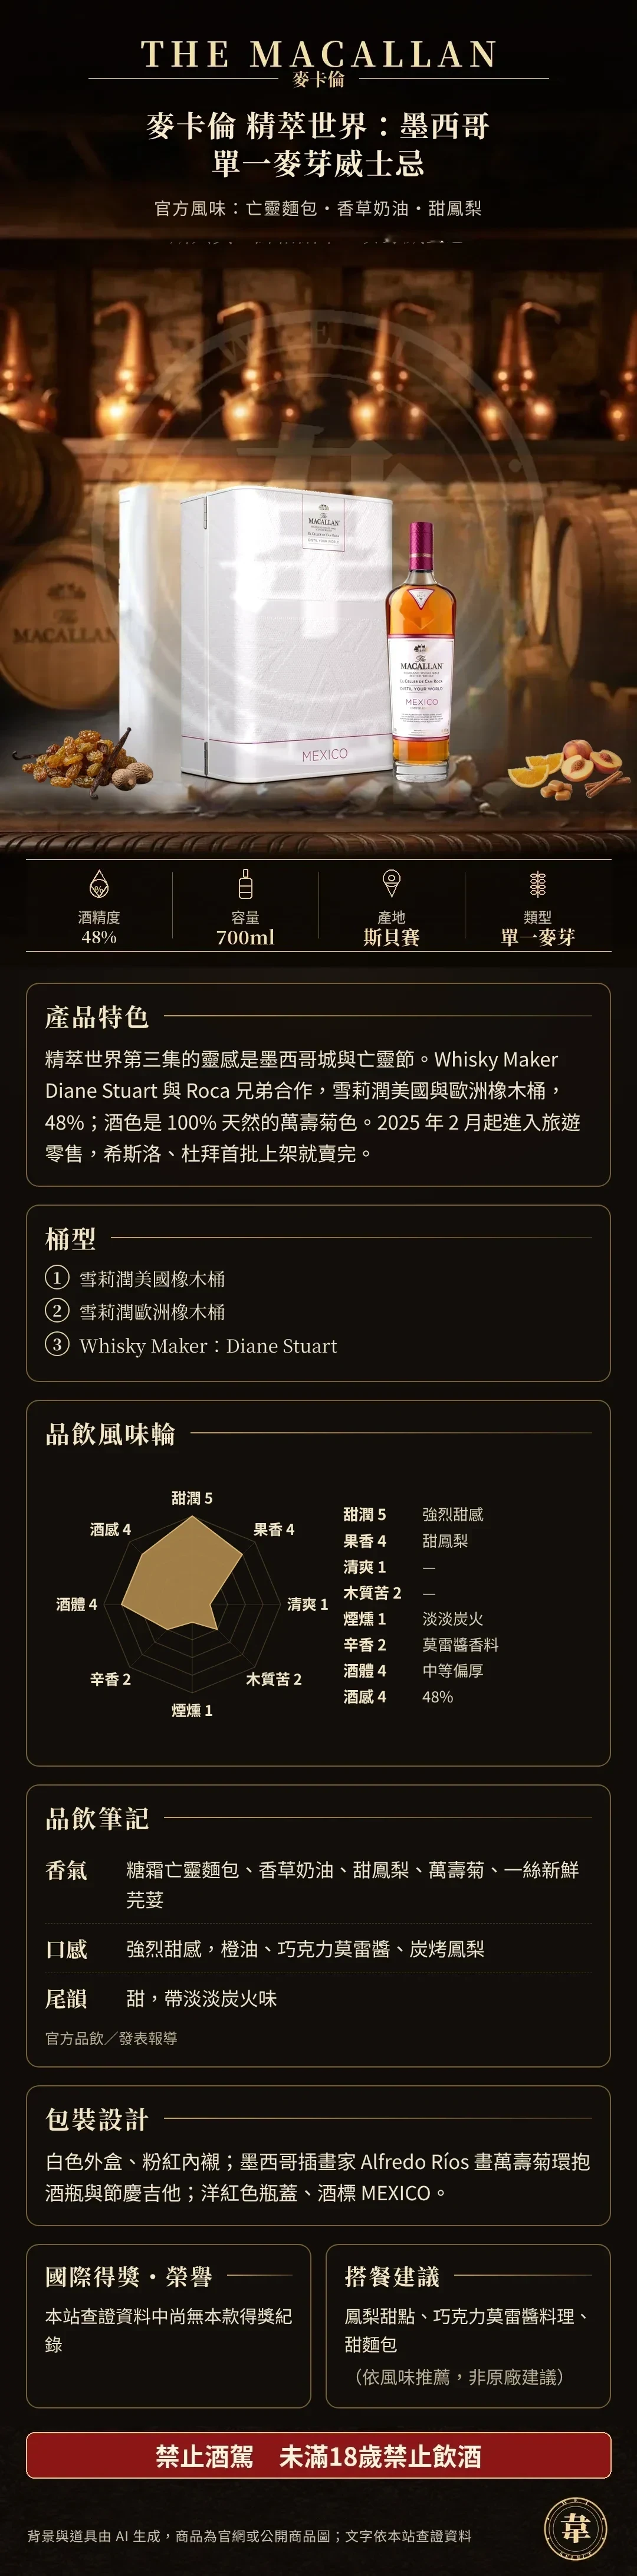 THE MACALLAN
麥卡倫
麥卡倫 精萃世界：墨西哥
單一麥芽威士忌
官方風味：亡靈麵包・香草奶油・甜鳳梨
MACALLAN
The
MACALLAN
EL CELLER DE CAN ROCA
DISTIL YOUR WORLD
MEXICO
The
MACALLAN
EL CELLER DE CAN ROCA
DISTIL YOUR WORLD
MEXICO
酒精度
48%
容量
700ml
產地
斯貝賽
類型
單一麥芽
產品特色
精萃世界第三集的靈感是墨西哥城與亡靈節。Whisky Maker
Diane Stuart 與 Roca 兄弟合作，雪莉潤美國與歐洲橡木桶，
48%；酒色是 100% 天然的萬壽菊色。2025 年 2 月起進入旅遊
零售，希斯洛、杜拜首批上架就賣完。
桶型
1 雪莉潤美國橡木桶
2 雪莉潤歐洲橡木桶
3 Whisky Maker：Diane Stuart
品飲風味輪
甜潤 5
果香 4
清爽 1
木質苦 2
煙燻 1
辛香 2
酒體 4
酒感 4
甜潤 5 強烈甜感
果香 4 甜鳳梨
清爽 1 —
木質苦 2 —
煙燻 1 淡淡炭火
辛香 2 莫雷醬香料
酒體 4 中等偏厚
酒感 4 48%
品飲筆記
香氣 糖霜亡靈麵包、香草奶油、甜鳳梨、萬壽菊、一絲新鮮
芫荽
口感 強烈甜感，橙油、巧克力莫雷醬、炭烤鳳梨
尾韻 甜，帶淡淡炭火味
官方品飲／發表報導
包裝設計
白色外盒、粉紅內襯；墨西哥插畫家 Alfredo Ríos 畫萬壽菊環抱
酒瓶與節慶吉他；洋紅色瓶蓋、酒標 MEXICO。
國際得獎・榮譽
本站查證資料中尚無本款得獎紀
錄
搭餐建議
鳳梨甜點、巧克力莫雷醬料理、
甜麵包
（依風味推薦，非原廠建議）
禁止酒駕 未滿18歲禁止飲酒
背景與道具由 AI 生成，商品為官網或公開商品圖；文字依本站查證資料
韋